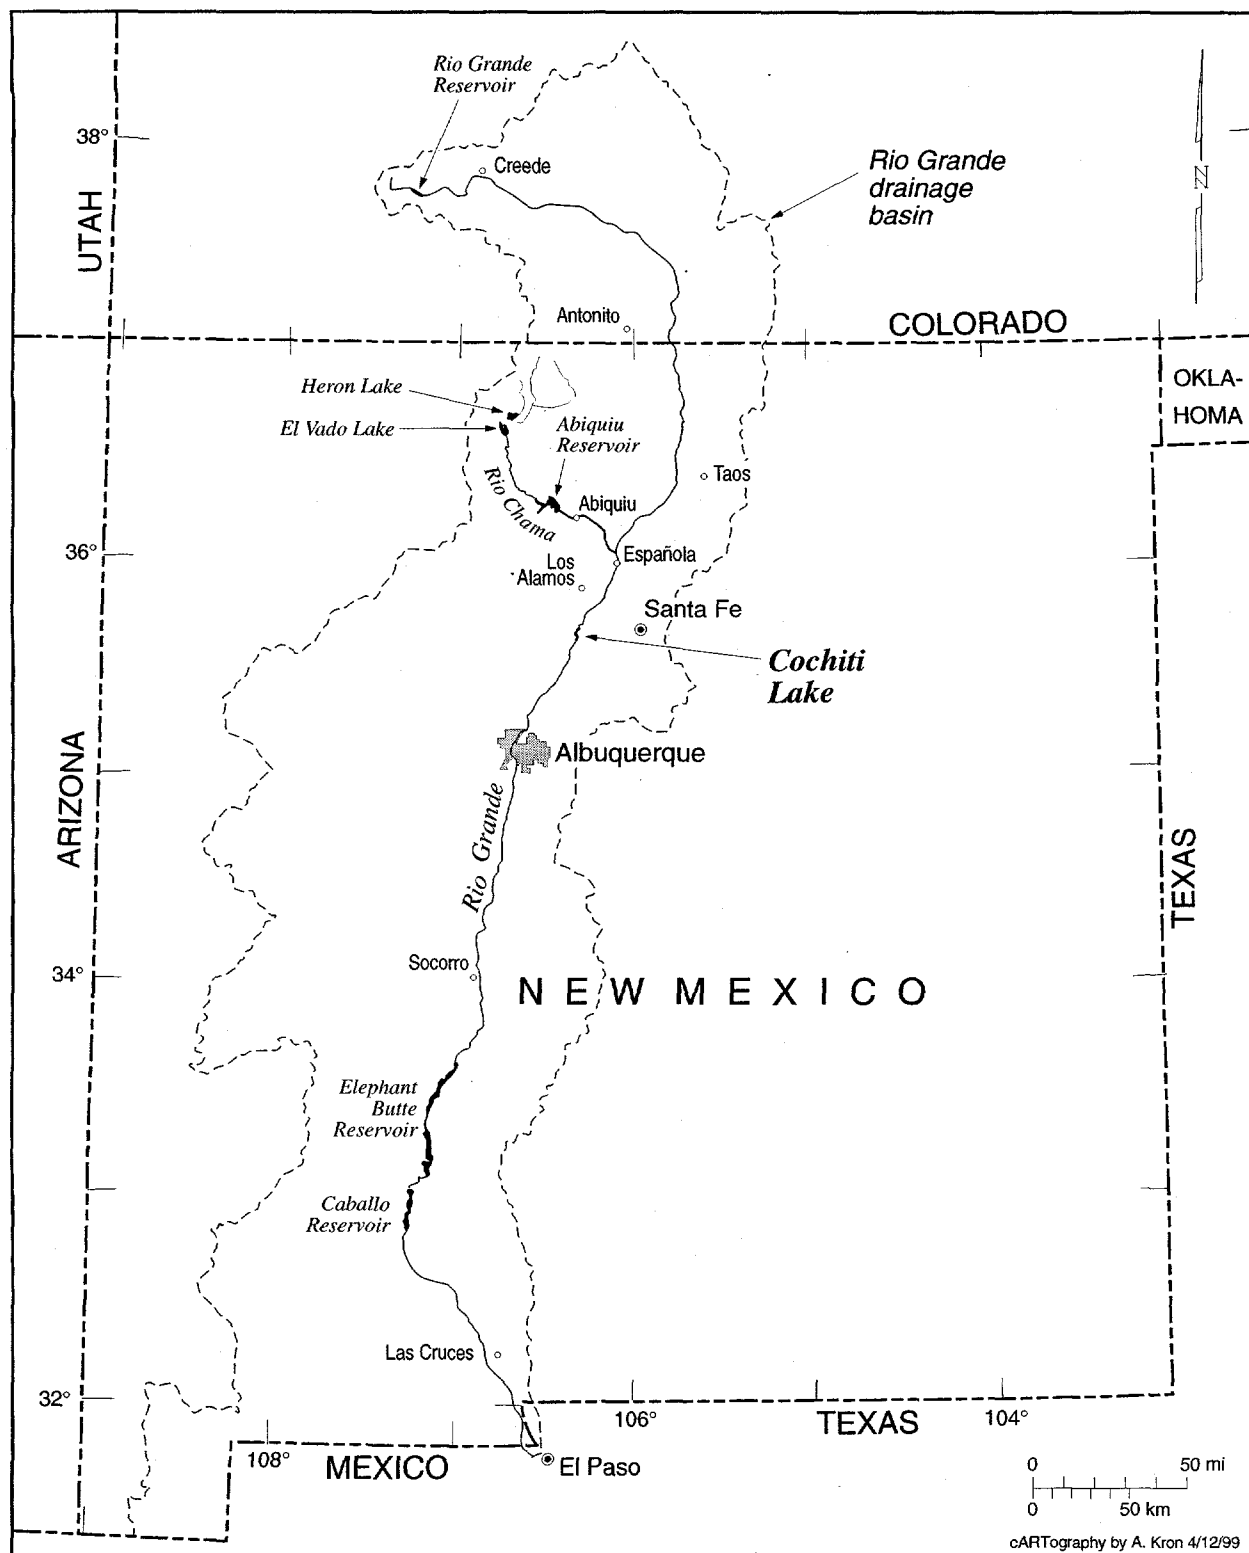 Rio Grande
Reservoir
38°
Creede
Rio Grande
drainage
basin
N
UTAH
Antonito
COLORADO
OKLA-
HOMA
Heron Lake
El Vado Lake
Abiquiu
Reservoir
Rio Chama
Taos
Abiquiu
36°
Española
Los
Alamos
Santa Fe
Cochiti
Lake
Albuquerque
ARIZONA
Rio Grande
TEXAS
Socorro
34°
NEW MEXICO
Elephant
Butte
Reservoir
Caballo
Reservoir
Las Cruces
32°
106°
TEXAS
104°
108°
MEXICO
El Paso
0 50 mi
0 50 km
cARTography by A. Kron 4/12/99